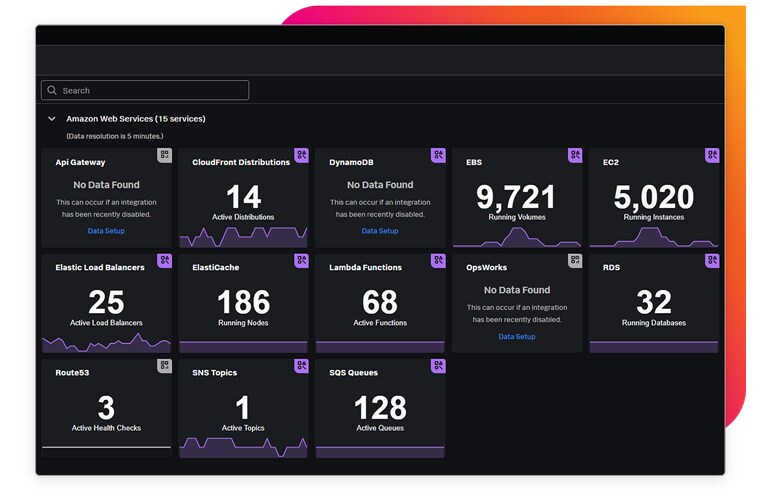 Search
Amazon Web Services (15 services)
(Data resolution is 5 minutes.)
Api Gateway
No Data Found
This can occur if an integration
has been recently disabled.
Data Setup
CloudFront Distributions
14
Active Distributions
DynamoDB
No Data Found
This can occur if an integration
has been recently disabled.
Data Setup
EBS
9,721
Running Volumes
EC2
5,020
Running Instances
Elastic Load Balancers
25
Active Load Balancers
ElastiCache
186
Running Nodes
Lambda Functions
68
Active Functions
OpsWorks
No Data Found
This can occur if an integration
has been recently disabled.
Data Setup
RDS
32
Running Databases
Route53
3
Active Health Checks
SNS Topics
1
Active Topics
SQS Queues
128
Active Queues